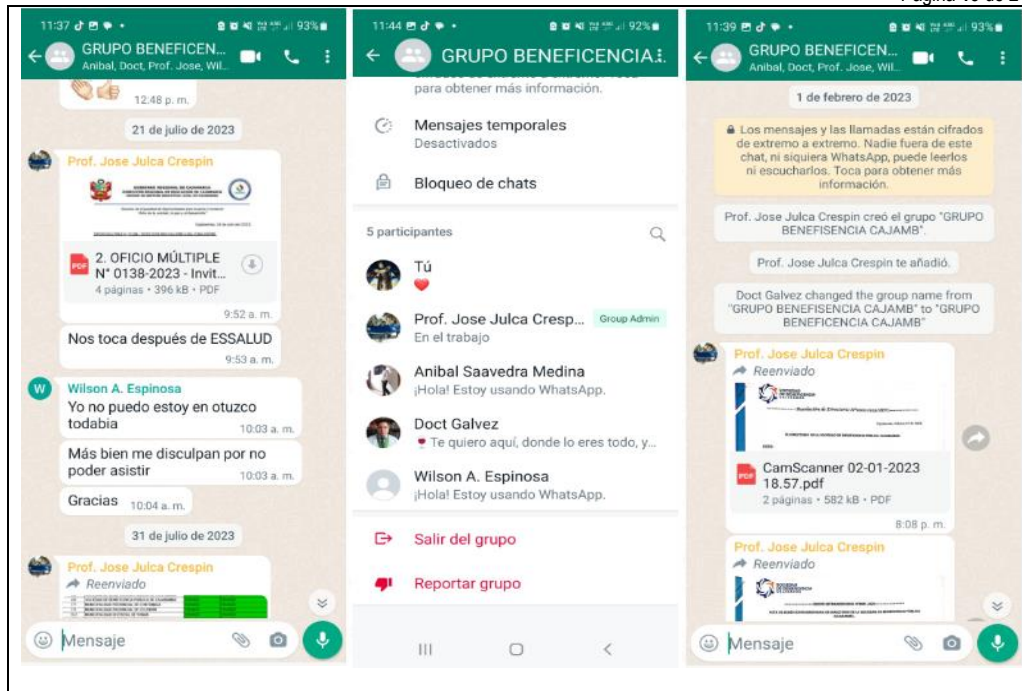 11:37
93%
GRUPO BENEFICEN...
Anibal, Doct, Prof. Jose, Wil...
12:48 p. m.
21 de julio de 2023
Prof. Jose Julca Crespin
GOBIERNO REGIONAL DE CAJAMARCA
2. OFICIO MÚLTIPLE
N° 0138-2023 - Invit...
4 páginas • 396 kB • PDF
PDF
9:52 a. m.
Nos toca después de ESSALUD
9:53 a. m.
W
Wilson A. Espinosa
Yo no puedo estoy en otuzco
todabia
10:03 a. m.
Más bien me disculpan por no
poder asistir
10:03 a. m.
Gracias
10:04 a. m.
31 de julio de 2023
Prof. Jose Julca Crespin
Reenviado
Mensaje
11:44
92%
GRUPO BENEFICENCIA
para obtener más información.
Mensajes temporales
Desactivados
Bloqueo de chats
5 participantes
Tú
Prof. Jose Julca Cresp...
Group Admin
En el trabajo
Anibal Saavedra Medina
¡Hola! Estoy usando WhatsApp.
Doct Galvez
Te quiero aquí, donde lo eres todo, y...
Wilson A. Espinosa
¡Hola! Estoy usando WhatsApp.
Salir del grupo
Reportar grupo
11:39
93%
GRUPO BENEFICEN...
Anibal, Doct, Prof. Jose, Wil...
1 de febrero de 2023
Los mensajes y las llamadas están cifrados
de extremo a extremo. Nadie fuera de este
chat, ni siquiera WhatsApp, puede leerlos
ni escucharlos. Toca para obtener más
información.
Prof. Jose Julca Crespin creó el grupo "GRUPO
BENEFISENCIA CAJAMB".
Prof. Jose Julca Crespin te añadió.
Doct Galvez changed the group name from
"GRUPO BENEFISENCIA CAJAMB" to "GRUPO
BENEFICENCIA CAJAMB"
Prof. Jose Julca Crespin
Reenviado
PDF
CamScanner 02-01-2023
18.57.pdf
2 páginas • 582 kB • PDF
8:08 p. m.
Prof. Jose Julca Crespin
Reenviado
Mensaje